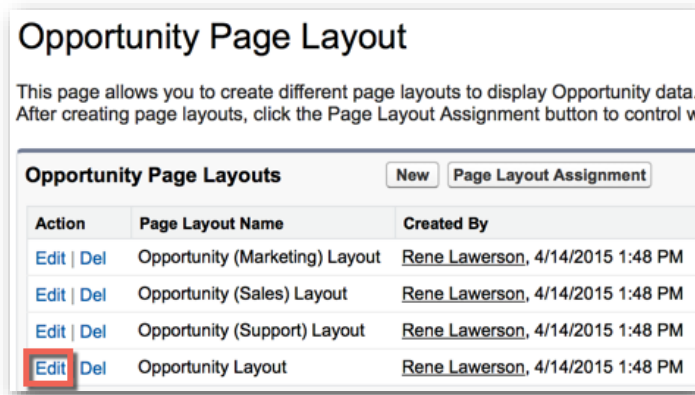 Opportunity Page Layout
This page allows you to create different page layouts to display Opportunity data.
After creating page layouts, click the Page Layout Assignment button to control
Opportunity Page Layouts New Page Layout Assignment
Action Page Layout Name Created By
Edit | Del Opportunity (Marketing) Layout Rene Lawerson, 4/14/2015 1:48 PM
Edit | Del Opportunity (Sales) Layout Rene Lawerson, 4/14/2015 1:48 PM
Edit | Del Opportunity (Support) Layout Rene Lawerson, 4/14/2015 1:48 PM
Edit Del Opportunity Layout Rene Lawerson, 4/14/2015 1:48 PM